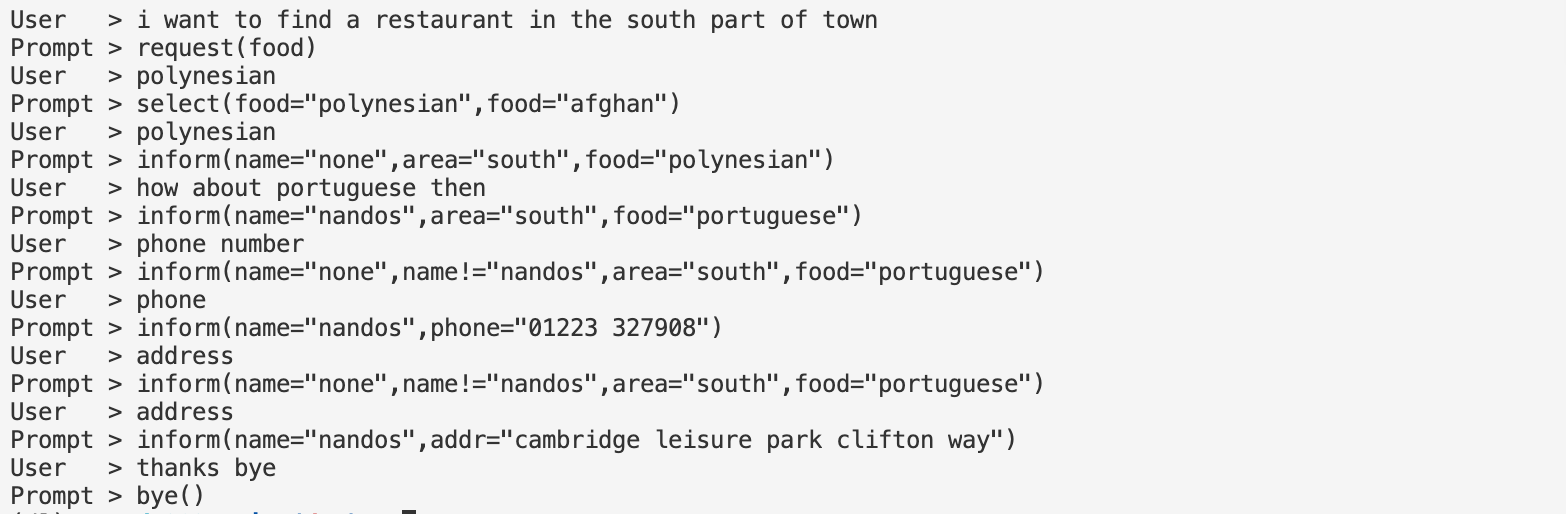 User   > i want to find a restaurant in the south part of town
Prompt > request(food)
User   > polynesian
Prompt > select(food="polynesian",food="afghan")
User   > polynesian
Prompt > inform(name="none",area="south",food="polynesian")
User   > how about portuguese then
Prompt > inform(name="nandos",area="south",food="portuguese")
User   > phone number
Prompt > inform(name="none",name!="nandos",area="south",food="portuguese")
User   > phone
Prompt > inform(name="nandos",phone="01223 327908")
User   > address
Prompt > inform(name="none",name!="nandos",area="south",food="portuguese")
User   > address
Prompt > inform(name="nandos",addr="cambridge leisure park clifton way")
User   > thanks bye
Prompt > bye()